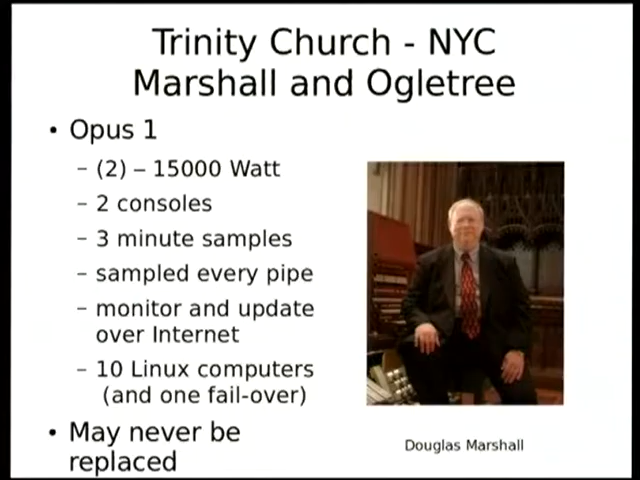 Trinity Church - NYC
Marshall and Ogletree
• Opus 1
– (2) – 15000 Watt
– 2 consoles
– 3 minute samples
– sampled every pipe
– monitor and update
over Internet
– 10 Linux computers
(and one fail-over)
• May never be
replaced
Douglas Marshall